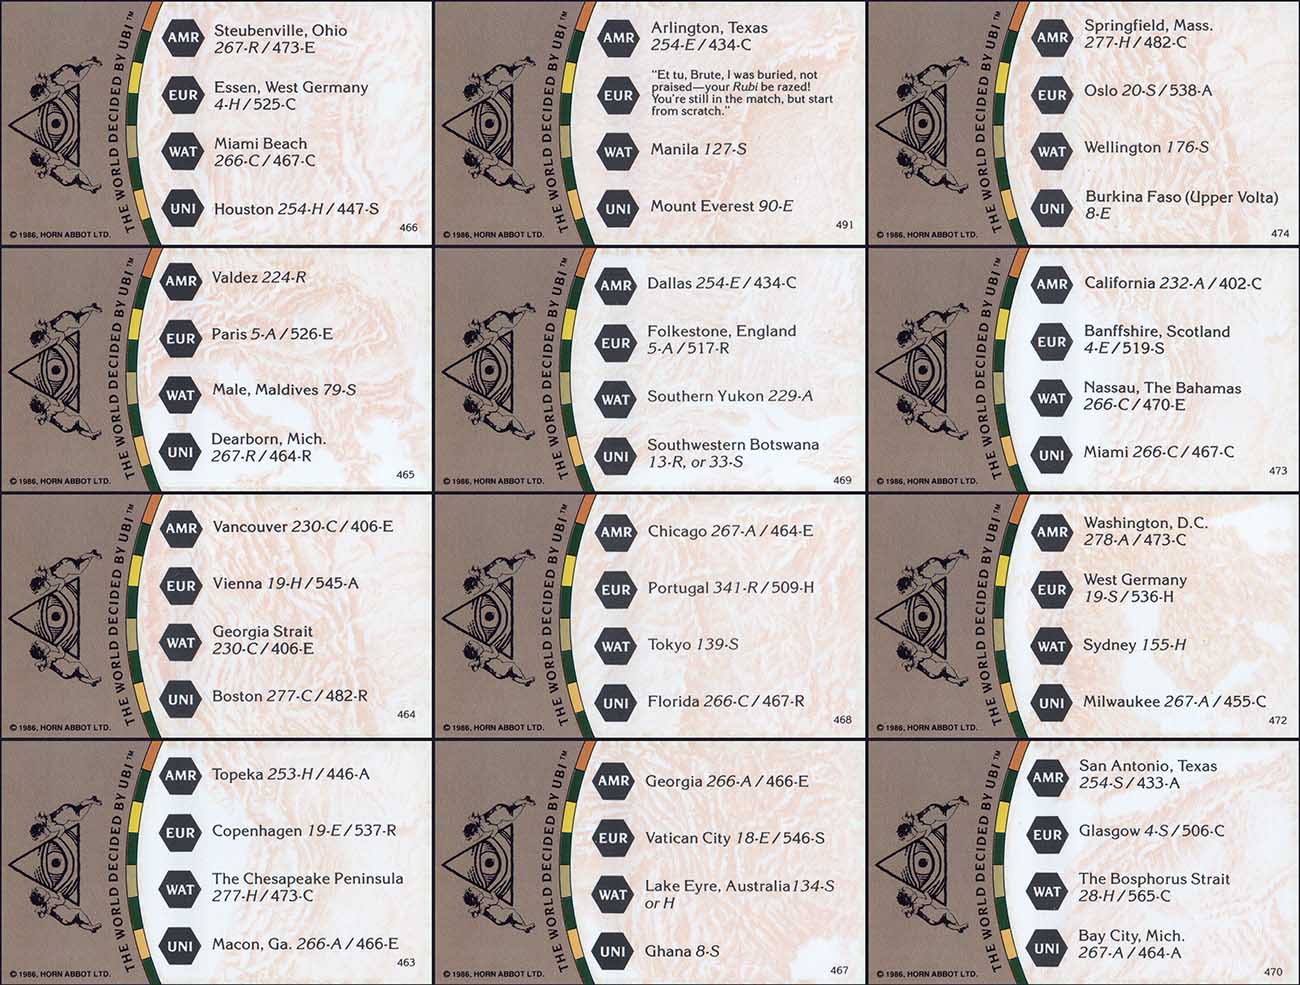 THE WORLD DECIDED BY UBI™
AMR
Steubenville, Ohio
267-R / 473-E
EUR
Essen, West Germany
4-H / 525-C
WAT
Miami Beach
266-C / 467-C
UNI
Houston 254-H / 447-S
© 1986, HORN ABBOT LTD.
466
THE WORLD DECIDED BY UBI™
AMR
Arlington, Texas
254-E / 434-C
EUR
“Et tu, Brute, I was buried, not
praised—your Rubi be razed!
You're still in the match, but start
from scratch.”
WAT
Manila 127-S
UNI
Mount Everest 90-E
© 1986, HORN ABBOT LTD.
491
THE WORLD DECIDED BY UBI™
AMR
Springfield, Mass.
277-H / 482-C
EUR
Oslo 20-S / 538-A
WAT
Wellington 176-S
UNI
Burkina Faso (Upper Volta)
8-E
© 1986, HORN ABBOT LTD.
474
THE WORLD DECIDED BY UBI™
AMR
Valdez 224-R
EUR
Paris 5-A / 526-E
WAT
Male, Maldives 79-S
UNI
Dearborn, Mich.
267-R / 464-R
© 1986, HORN ABBOT LTD.
465
THE WORLD DECIDED BY UBI™
AMR
Dallas 254-E / 434-C
EUR
Folkestone, England
5-A / 517-R
WAT
Southern Yukon 229-A
UNI
Southwestern Botswana
13-R, or 33-S
© 1986, HORN ABBOT LTD.
469
THE WORLD DECIDED BY UBI™
AMR
California 232-A / 402-C
EUR
Banffshire, Scotland
4-E / 519-S
WAT
Nassau, The Bahamas
266-C / 470-E
UNI
Miami 266-C / 467-C
© 1986, HORN ABBOT LTD.
473
THE WORLD DECIDED BY UBI™
AMR
Vancouver 230-C / 406-E
EUR
Vienna 19-H / 545-A
WAT
Georgia Strait
230-C / 406-E
UNI
Boston 277-C / 482-R
© 1986, HORN ABBOT LTD.
464
THE WORLD DECIDED BY UBI™
AMR
Chicago 267-A / 464-E
EUR
Portugal 341-R / 509-H
WAT
Tokyo 139-S
UNI
Florida 266-C / 467-R
© 1986, HORN ABBOT LTD.
468
THE WORLD DECIDED BY UBI™
AMR
Washington, D.C.
278-A / 473-C
EUR
West Germany
19-S / 536-H
WAT
Sydney 155-H
UNI
Milwaukee 267-A / 455-C
© 1986, HORN ABBOT LTD.
472
THE WORLD DECIDED BY UBI™
AMR
Topeka 253-H / 446-A
EUR
Copenhagen 19-E / 537-R
WAT
The Chesapeake Peninsula
277-H / 473-C
UNI
Macon, Ga. 266-A / 466-E
© 1986, HORN ABBOT LTD.
463
THE WORLD DECIDED BY UBI™
AMR
Georgia 266-A / 466-E
EUR
Vatican City 18-E / 546-S
WAT
Lake Eyre, Australia 134-S
or H
UNI
Ghana 8-S
© 1986, HORN ABBOT LTD.
467
THE WORLD DECIDED BY UBI™
AMR
San Antonio, Texas
254-S / 433-A
EUR
Glasgow 4-S / 506-C
WAT
The Bosphorus Strait
28-H / 565-C
UNI
Bay City, Mich.
267-A / 464-A
© 1986, HORN ABBOT LTD.
470